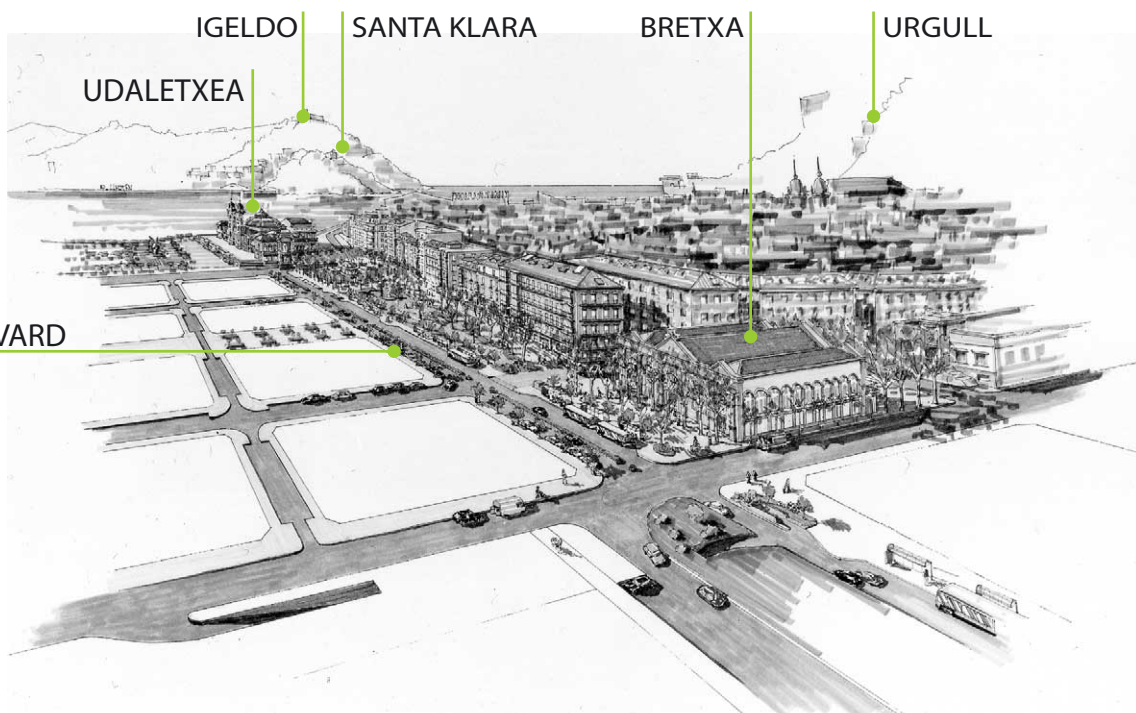 IGELDO
SANTA KLARA
BRETXA
URGULL
UDALETXEA
VARD